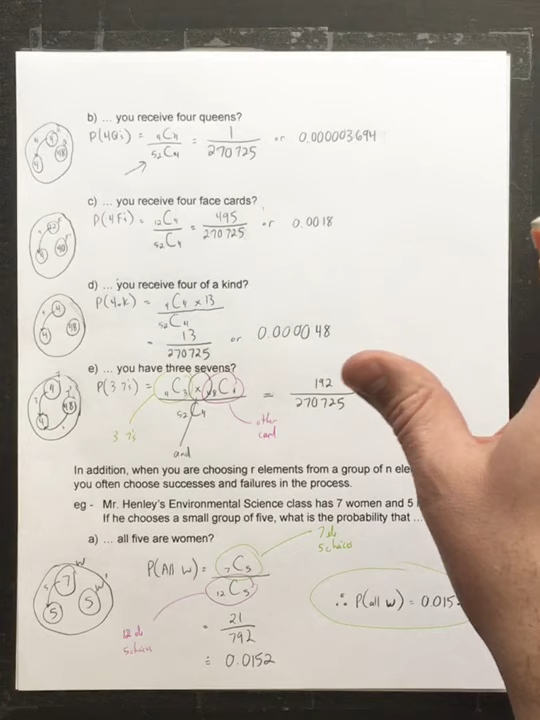 b) ... you receive four queens?
P(4Qs) = ₄C₄ / ₅₂C₄ = 1 / 270725 or 0.000003694
c) ... you receive four face cards?
P(4Fs) = ₁₂C₄ / ₅₂C₄ = 495 / 270725 or 0.0018
d) ... you receive four of a kind?
P(4ok) = ₄C₄ x 13 / ₅₂C₄
= 13 / 270725 or 0.000048
e) ... you have three sevens?
P(3 7s) = ₄C₃ x ₄₈C₁ / ₅₂C₄ = 192 / 270725
3 7s
and
other card
In addition, when you are choosing r elements from a group of n ele
you often choose successes and failures in the process.
eg - Mr. Henley's Environmental Science class has 7 women and 5
If he chooses a small group of five, what is the probability that ...
a) ... all five are women?
P(All W) = ₇C₅ / ₁₂C₅
= 21 / 792
= 0.0152
∴ P(all W) = 0.015